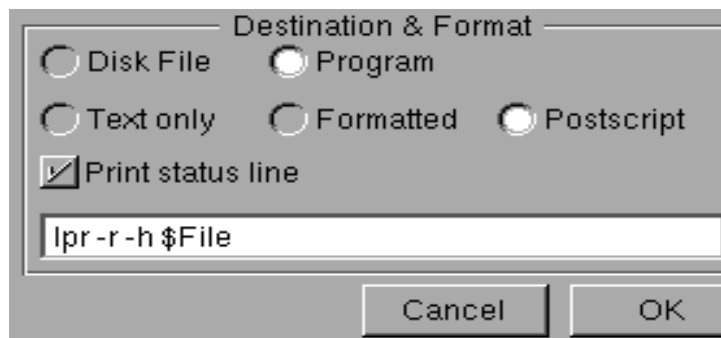 Destination & Format
Disk File Program
Text only Formatted Postscript
Print status line
lpr -r -h $File
Cancel OK